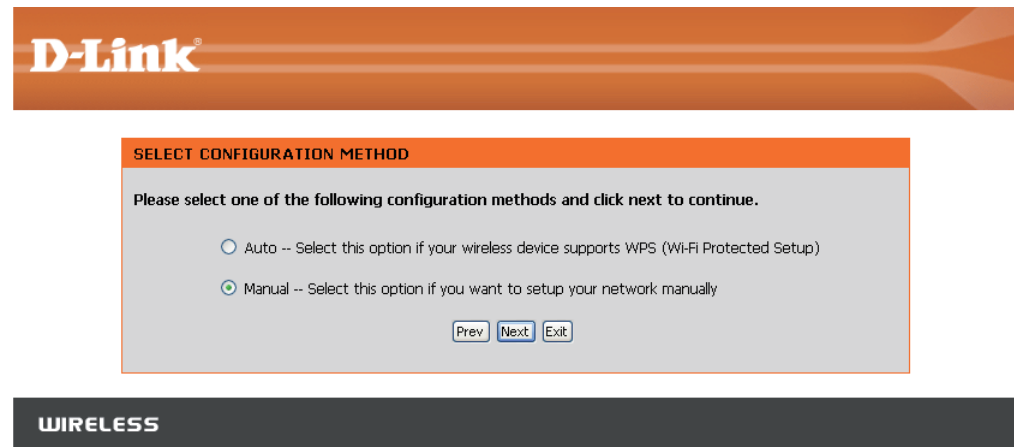 D-Link®
SELECT CONFIGURATION METHOD
Please select one of the following configuration methods and click next to continue.
Auto -- Select this option if your wireless device supports WPS (Wi-Fi Protected Setup)
Manual -- Select this option if you want to setup your network manually
Prev Next Exit
WIRELESS